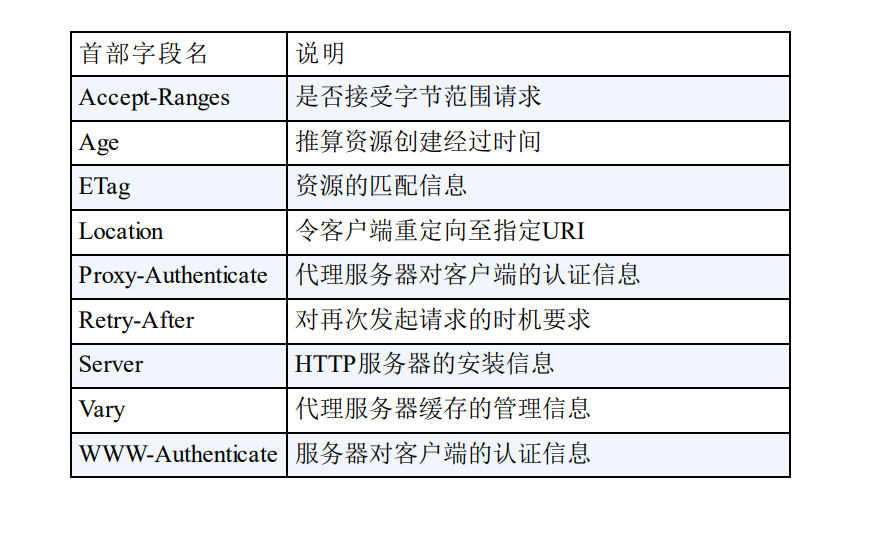 首部字段名 说明
Accept-Ranges 是否接受字节范围请求
Age 推算资源创建经过时间
ETag 资源的匹配信息
Location 令客户端重定向至指定URI
Proxy-Authenticate 代理服务器对客户端的认证信息
Retry-After 对再次发起请求的时机要求
Server HTTP服务器的安装信息
Vary 代理服务器缓存的管理信息
WWW-Authenticate 服务器对客户端的认证信息